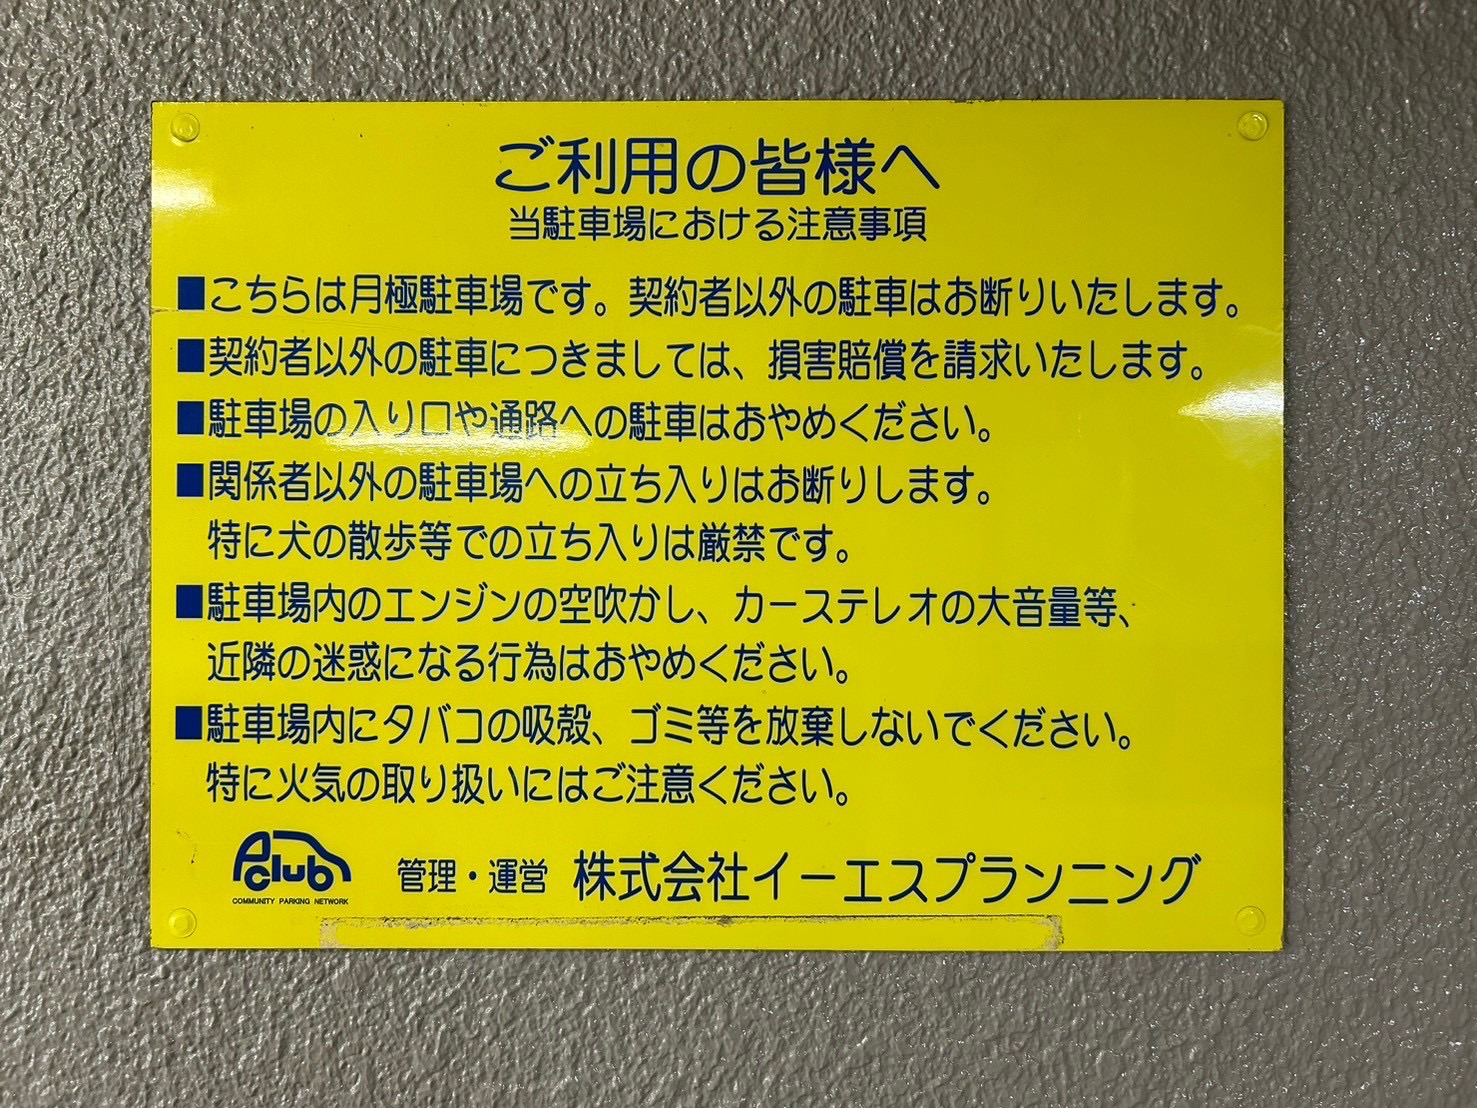 ご利用の皆様へ
当駐車場における注意事項
■こちらは月極駐車場です。契約者以外の駐車はお断りいたします。
■契約者以外の駐車につきましては、損害賠償を請求いたします。
■駐車場の入り口や通路への駐車はおやめください。
■関係者以外の駐車場への立ち入りはお断りします。
特に犬の散歩等での立ち入りは厳禁です。
■駐車場内のエンジンの空吹かし、カーステレオの大音量等、
近隣の迷惑になる行為はおやめください。
■駐車場内にタバコの吸殻、ゴミ等を放棄しないでください。
特に火気の取り扱いにはご注意ください。
P club
COMMUNITY PARKING NETWORK
管理・運営 株式会社イーエスプランニング